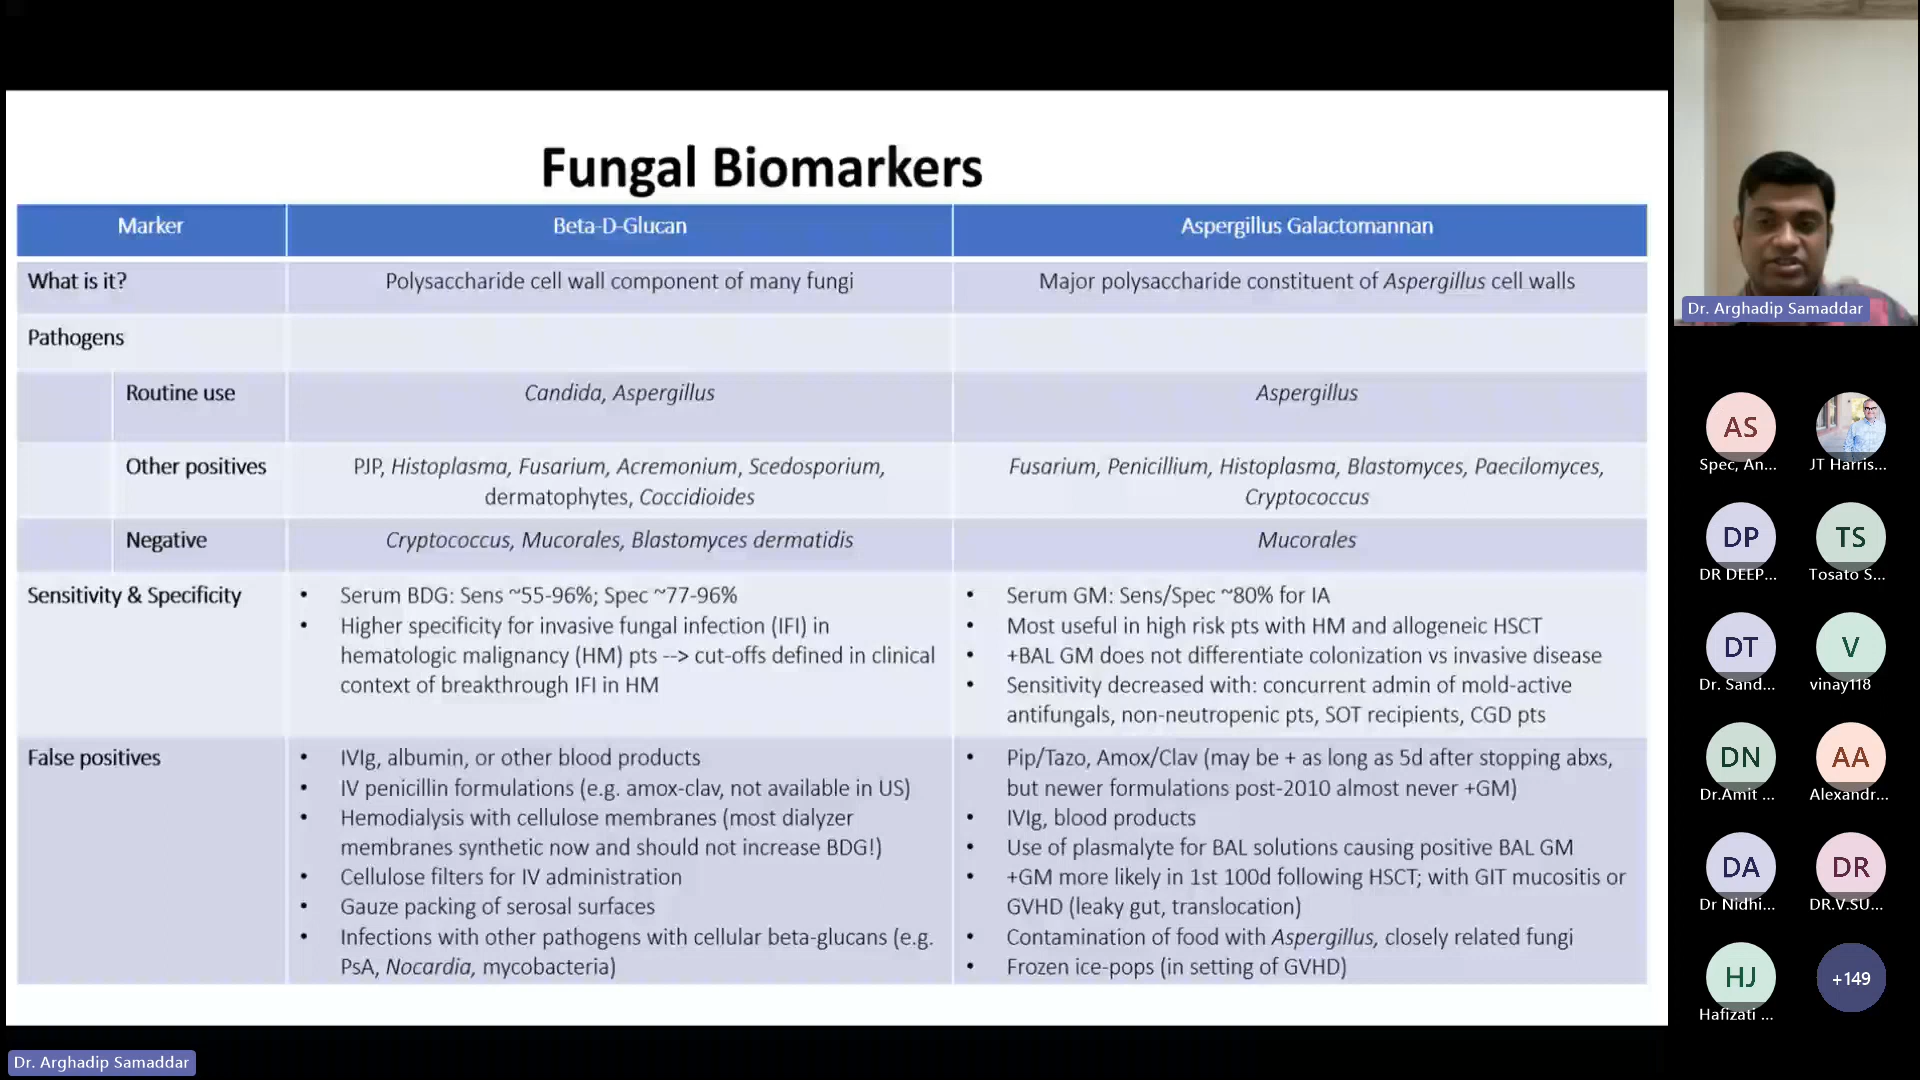 Fungal Biomarkers
Marker
Beta-D-Glucan
Aspergillus Galactomannan
What is it?
Polysaccharide cell wall component of many fungi
Major polysaccharide constituent of Aspergillus cell walls
Pathogens
Routine use
Candida, Aspergillus
Aspergillus
Other positives
PJP, Histoplasma, Fusarium, Acremonium, Scedosporium,
dermatophytes, Coccidioides
Fusarium, Penicillium, Histoplasma, Blastomyces, Paecilomyces,
Cryptococcus
Negative
Cryptococcus, Mucorales, Blastomyces dermatidis
Mucorales
Sensitivity & Specificity
• Serum BDG: Sens ~55-96%; Spec ~77-96%
• Higher specificity for invasive fungal infection (IFI) in
hematologic malignancy (HM) pts --> cut-offs defined in clinical
context of breakthrough IFI in HM
• Serum GM: Sens/Spec ~80% for IA
• Most useful in high risk pts with HM and allogeneic HSCT
• +BAL GM does not differentiate colonization vs invasive disease
• Sensitivity decreased with: concurrent admin of mold-active
antifungals, non-neutropenic pts, SOT recipients, CGD pts
False positives
• IVIg, albumin, or other blood products
• IV penicillin formulations (e.g. amox-clav, not available in US)
• Hemodialysis with cellulose membranes (most dialyzer
membranes synthetic now and should not increase BDG!)
• Cellulose filters for IV administration
• Gauze packing of serosal surfaces
• Infections with other pathogens with cellular beta-glucans (e.g.
PsA, Nocardia, mycobacteria)
• Pip/Tazo, Amox/Clav (may be + as long as 5d after stopping abxs,
but newer formulations post-2010 almost never +GM)
• IVIg, blood products
• Use of plasmalyte for BAL solutions causing positive BAL GM
• +GM more likely in 1st 100d following HSCT; with GIT mucositis or
GVHD (leaky gut, translocation)
• Contamination of food with Aspergillus, closely related fungi
• Frozen ice-pops (in setting of GVHD)
Dr. Arghadip Samaddar
Dr. Arghadip Samaddar
AS
Spec, An...
JT Harris...
DP
DR DEEP...
TS
Tosato S...
DT
Dr. Sand...
V
vinay118
DN
Dr.Amit ...
AA
Alexandr...
DA
Dr Nidhi...
DR
DR.V.SU...
HJ
Hafizati ...
+149